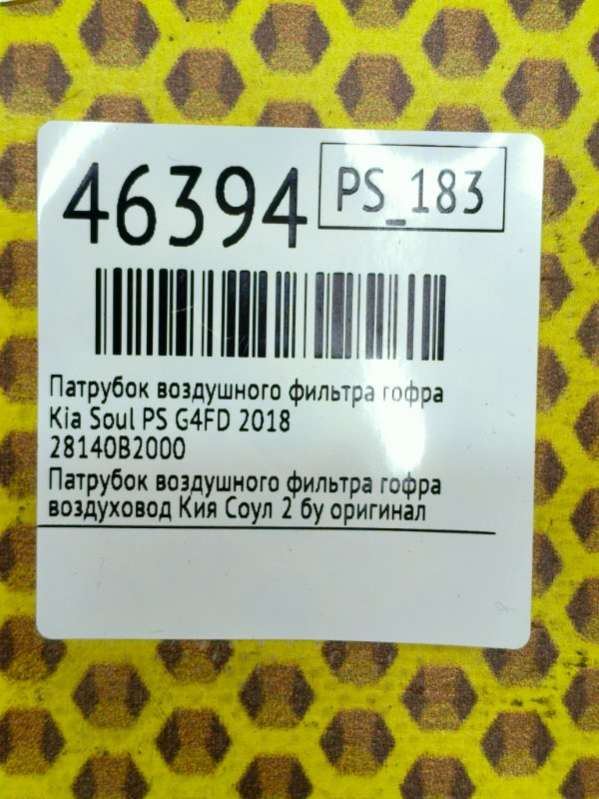 46394
PS_183
Патрубок воздушного фильтра гофра
Kia Soul PS G4FD 2018
28140B2000
Патрубок воздушного фильтра гофра
воздуховод Кия Соул 2 бу оригинал